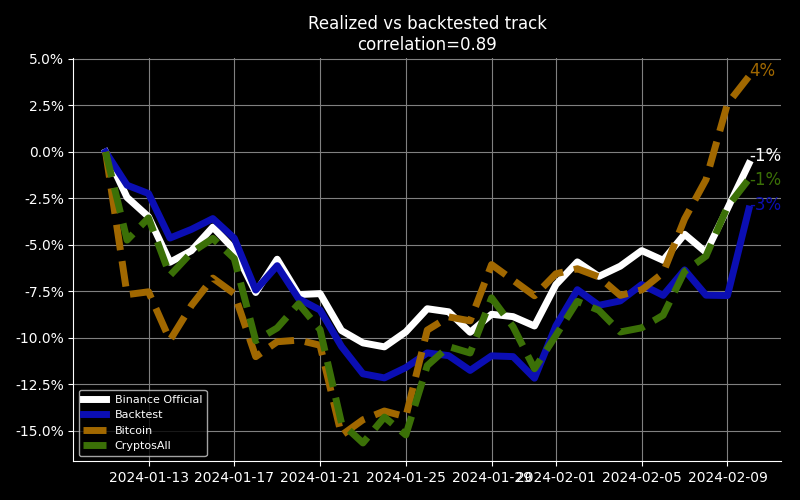 Realized vs backtested track
correlation=0.89
5.0%
2.5%
0.0%
-2.5%
-5.0%
-7.5%
-10.0%
-12.5%
-15.0%
4%
-1%
-1%
-3%
Binance Official
Backtest
Bitcoin
CryptosAll
2024-01-13 2024-01-17 2024-01-21 2024-01-25 2024-01-29 2024-02-01 2024-02-05 2024-02-09